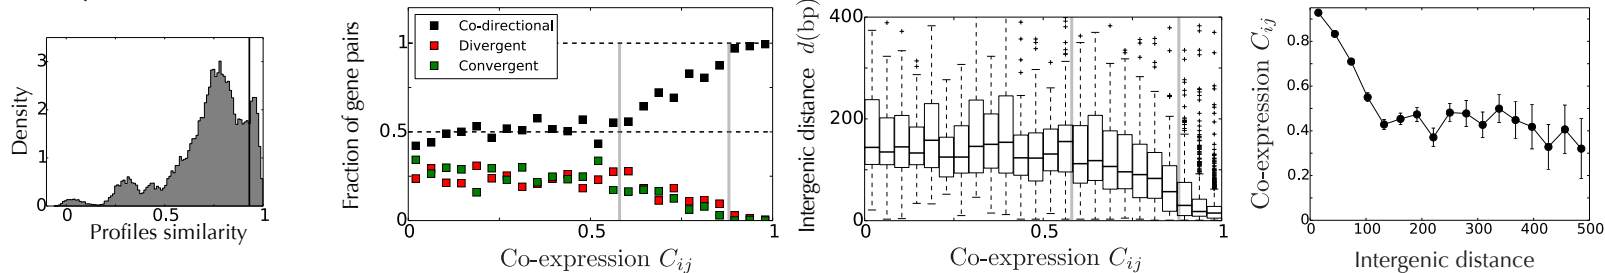 Density
3
2
1
0
0
0.5
1
Profiles similarity
Fraction of gene pairs
1
0.5
0
Co-directional
Divergent
Convergent
0
0.5
1
Co-expression Cij
Intergenic distance d(bp)
400
200
0
0
0.5
1
Co-expression Cij
Co-expression Cij
0.8
0.6
0.4
0.2
0
0
100
200
300
400
500
Intergenic distance